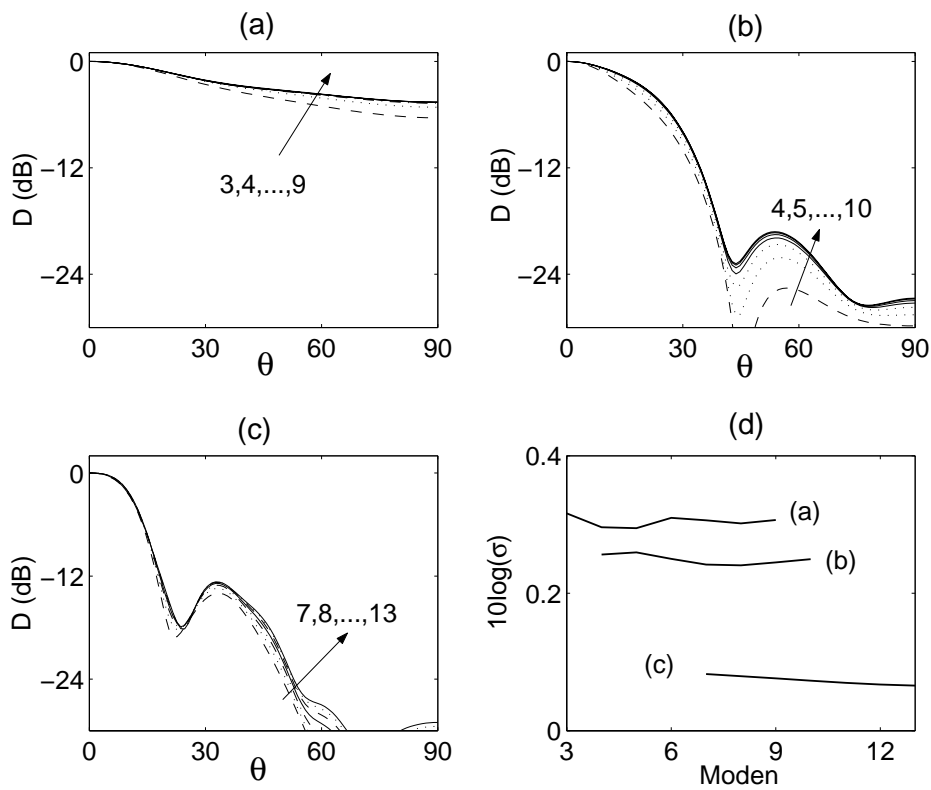 (a)
0
−12
−24
D (dB)
3,4,...,9
0
30
60
90
θ
(b)
0
−12
−24
D (dB)
4,5,...,10
0
30
60
90
θ
(c)
0
−12
−24
D (dB)
7,8,...,13
0
30
60
90
θ
(d)
0.4
0.2
0
10log(σ)
(a)
(b)
(c)
3
6
9
12
Moden